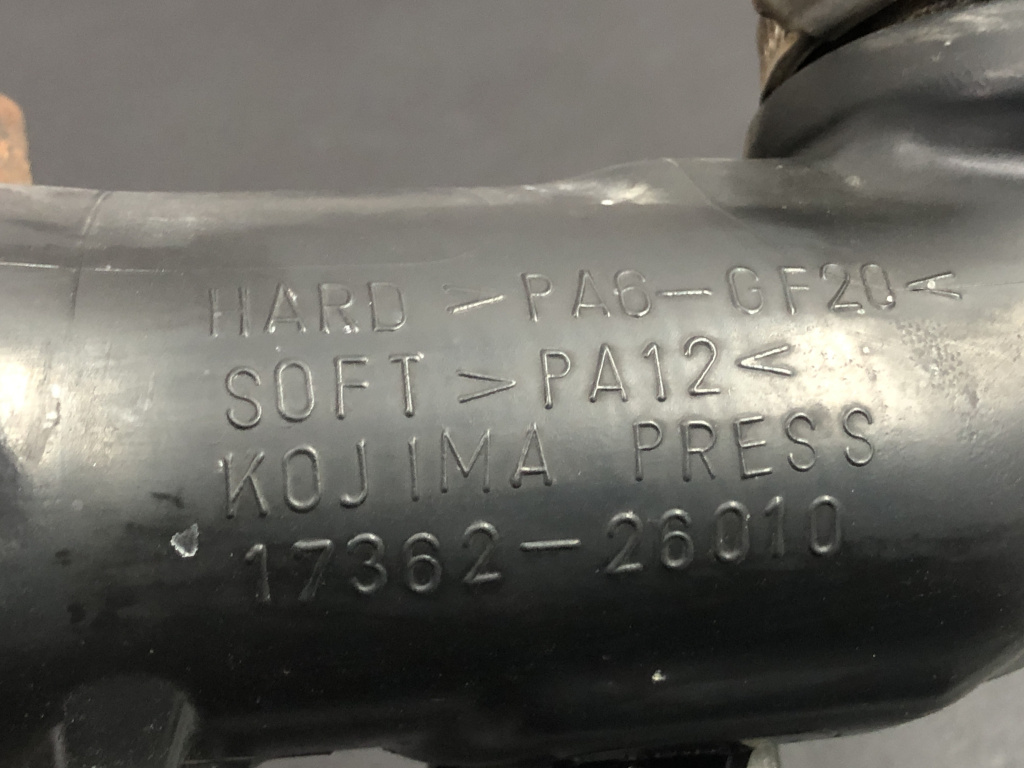 HARD >PA6-GF20<
SOFT >PA12<
KOJIMA PRESS
17362-26010